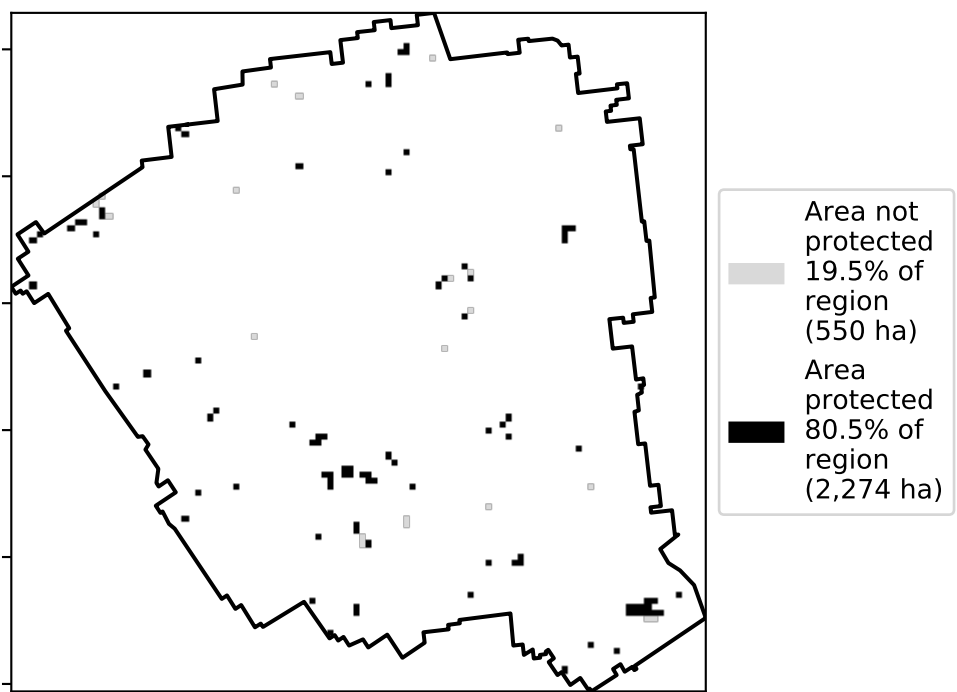 Area not
protected
19.5% of
region
(550 ha)
Area
protected
80.5% of
region
(2,274 ha)